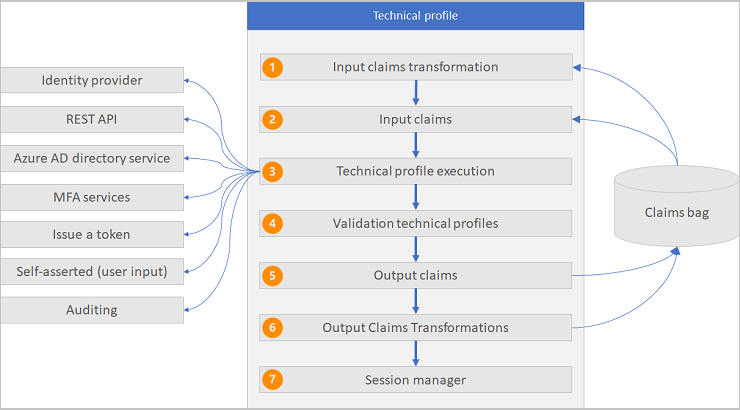 Technical profile
Identity provider
REST API
Azure AD directory service
MFA services
Issue a token
Self-asserted (user input)
Auditing
1 Input claims transformation
2 Input claims
3 Technical profile execution
4 Validation technical profiles
5 Output claims
6 Output Claims Transformations
7 Session manager
Claims bag